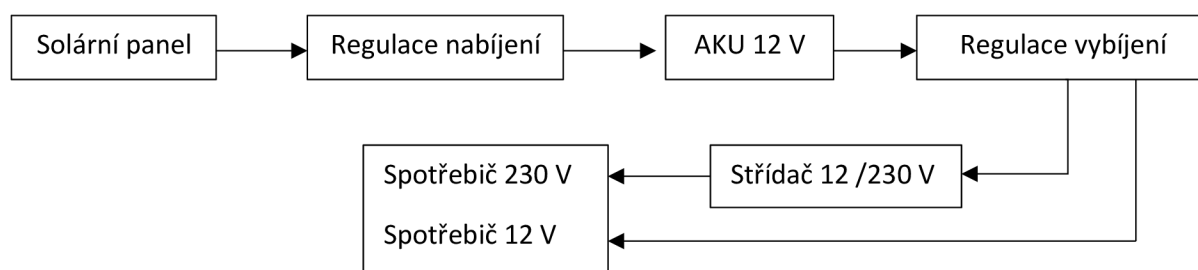 Solární panel
Regulace nabíjení
AKU 12 V
Regulace vybíjení
Spotřebič 230 V
Střídač 12 /230 V
Spotřebič 12 V